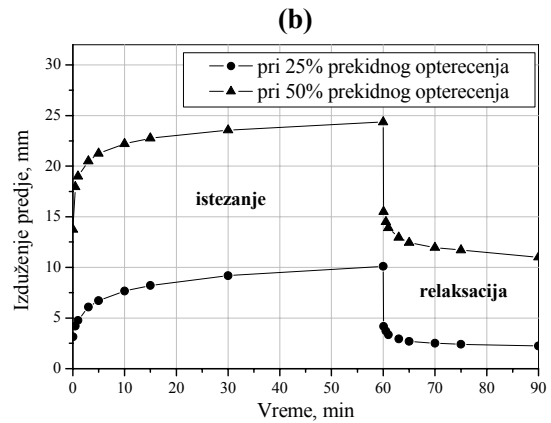 (b)
pri 25% prekidnog opterecenja
pri 50% prekidnog opterecenja
30
25
20
15
10
5
0
Izduženje predje, mm
istezanje
relaksacija
0 10 20 30 40 50 60 70 80 90
Vreme, min